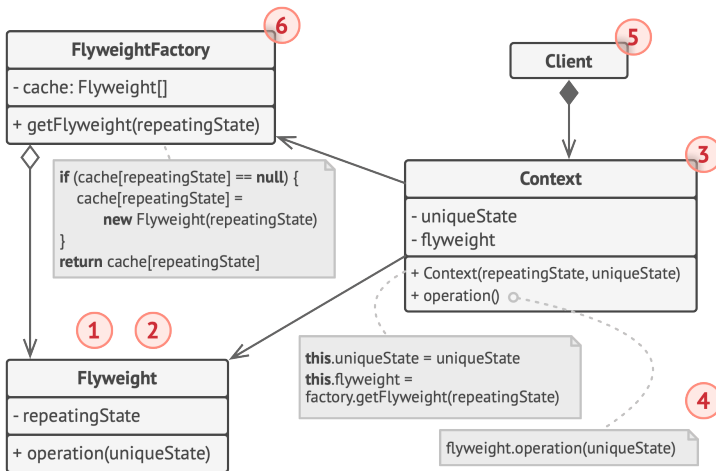 6
FlyweightFactory
- cache: Flyweight[]
+ getFlyweight(repeatingState)
if (cache[repeatingState] == null) {
cache[repeatingState] =
new Flyweight(repeatingState)
}
return cache[repeatingState]
5
Client
3
Context
- uniqueState
- flyweight
+ Context(repeatingState, uniqueState)
+ operation()
1
2
Flyweight
- repeatingState
+ operation(uniqueState)
this.uniqueState = uniqueState
this.flyweight =
factory.getFlyweight(repeatingState)
4
flyweight.operation(uniqueState)